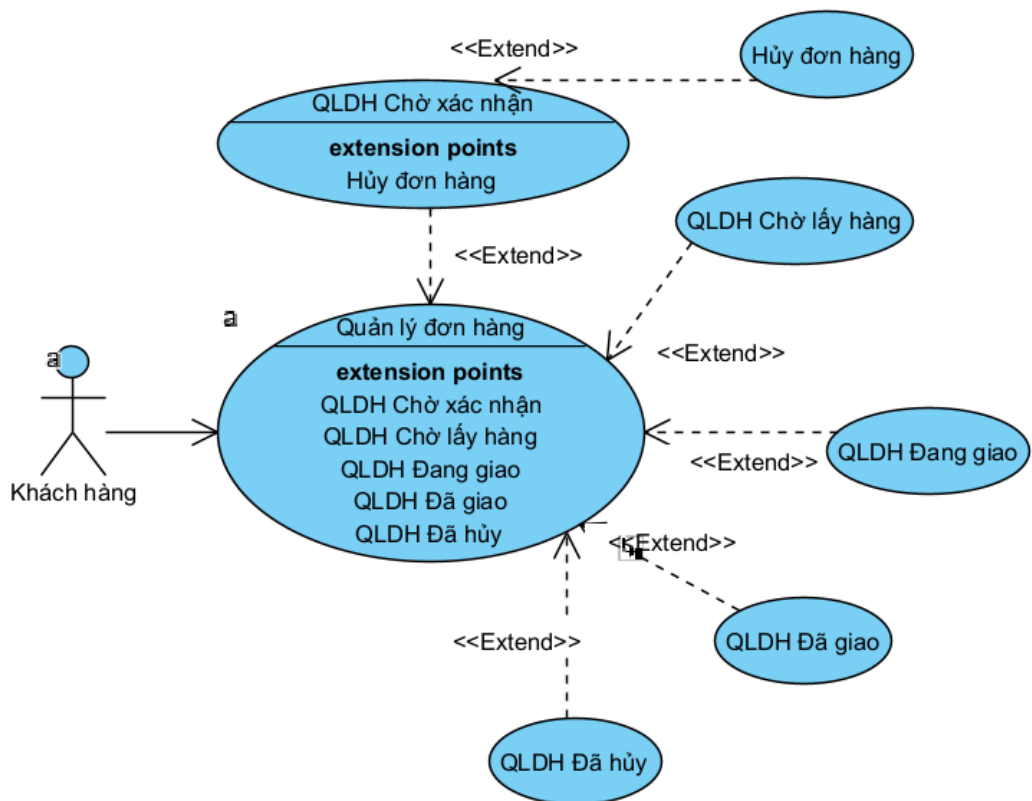 <<Extend>>
Hủy đơn hàng
QLDH Chờ xác nhận
extension points
Hủy đơn hàng
QLDH Chờ lấy hàng
<<Extend>>
a
Quản lý đơn hàng
<<Extend>>
a
extension points
QLDH Chờ xác nhận
QLDH Chờ lấy hàng
QLDH Đang giao
QLDH Đã giao
QLDH Đã hủy
QLDH Đang giao
<<Extend>>
Khách hàng
<<Extend>>
<<Extend>>
QLDH Đã giao
QLDH Đã hủy